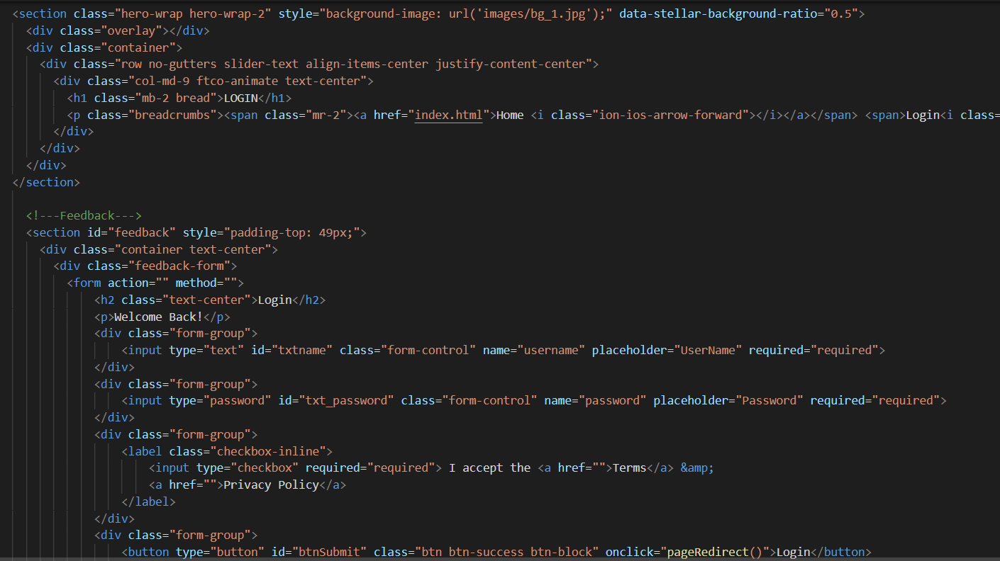 <section class="hero-wrap hero-wrap-2" style="background-image: url('images/bg_1.jpg');" data-stellar-background-ratio="0.5">
<div class="overlay"></div>
<div class="container">
<div class="row no-gutters slider-text align-items-center justify-content-center">
<div class="col-md-9 ftco-animate text-center">
<h1 class="mb-2 bread">LOGIN</h1>
<p class="breadcrumbs"><span class="mr-2"><a href="index.html">Home <i class="ion-ios-arrow-forward"></i></a></span> <span>Login<i class=
</div>
</div>
</div>
</section>
<!---Feedback--->
<section id="feedback" style="padding-top: 49px;">
<div class="container text-center">
<div class="feedback-form">
<form action="" method="">
<h2 class="text-center">Login</h2>
<p>Welcome Back!</p>
<div class="form-group">
<input type="text" id="txtname" class="form-control" name="username" placeholder="UserName" required="required">
</div>
<div class="form-group">
<input type="password" id="txt_password" class="form-control" name="password" placeholder="Password" required="required">
</div>
<div class="form-group">
<label class="checkbox-inline">
<input type="checkbox" required="required"> I accept the <a href="">Terms</a> &amp;
<a href="">Privacy Policy</a>
</label>
</div>
<div class="form-group">
<button type="button" id="btnSubmit" class="btn btn-success btn-block" onclick="pageRedirect()">Login</button>